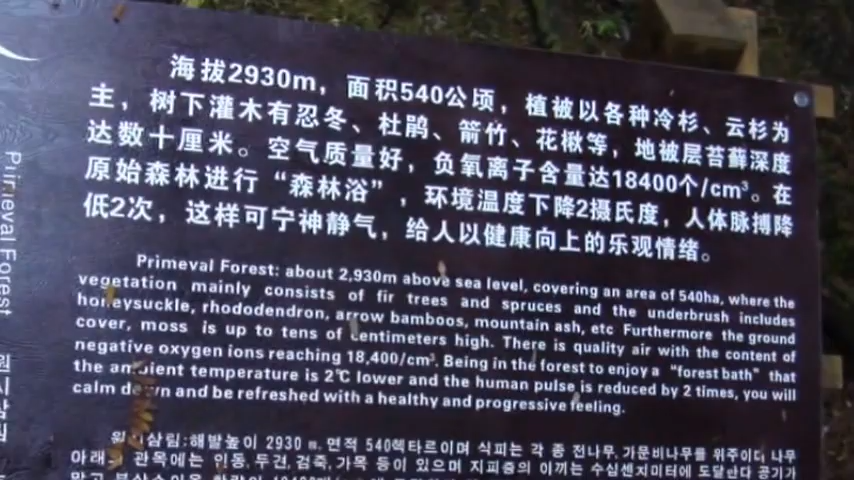 海拔2930m，面积540公顷，植被以各种冷杉、云杉为
主，树下灌木有忍冬、杜鹃、箭竹、花楸等，地被层苔藓深度
达数十厘米。空气质量好，负氧离子含量达18400个/cm³。在
原始森林进行“森林浴”，环境温度下降2摄氏度，人体脉搏降
低2次，这样可宁神静气，给人以健康向上的乐观情绪。
Primeval Forest: about 2,930m above sea level, covering an area of 540ha, where the
vegetation mainly consists of fir trees and spruces and the underbrush includes
honeysuckle, rhododendron, arrow bamboos, mountain ash, etc Furthermore the ground
cover, moss is up to tens of centimeters high. There is quality air with the content of
negative oxygen ions reaching 18,400/cm³. Being in the forest to enjoy a "forest bath" that
the ambient temperature is 2℃ lower and the human pulse is reduced by 2 times, you will
calm down and be refreshed with a healthy and progressive feeling.
원시삼림:해발높이 2930 m, 면적 540헥타르이며 식피는 각 종 전나무, 가문비나무를 위주이다. 나무
아래의 관목에는 인동, 두견, 검죽, 가목 등이 있으며 지피층의 이끼는 수십센치미터에 도달한다 공기가
Primeval Forest
원시삼림